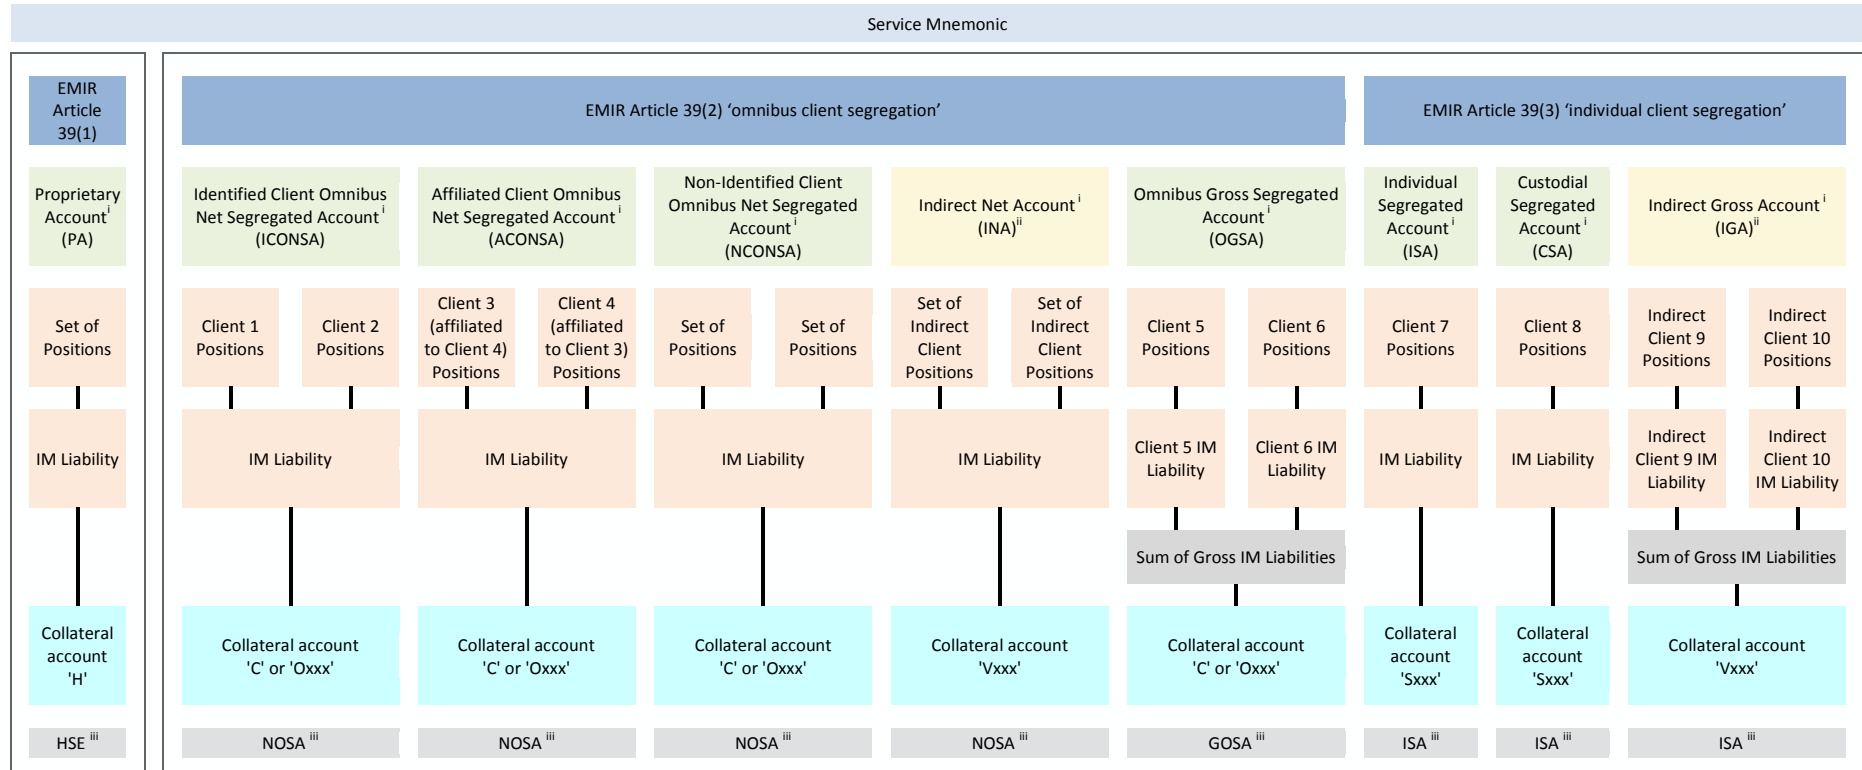 Service Mnemonic
EMIR
Article
39(1)
EMIR Article 39(2) ‘omnibus client segregation’
EMIR Article 39(3) ‘individual client segregation’
Proprietary
Account i
(PA)
Identified Client Omnibus
Net Segregated Account i
(ICONSA)
Affiliated Client Omnibus
Net Segregated Account i
(ACONSA)
Non-Identified Client
Omnibus Net Segregated
Account i
(NCONSA)
Indirect Net Account i
(INA) ii
Omnibus Gross Segregated
Account i
(OGSA)
Individual
Segregated
Account i
(ISA)
Custodial
Segregated
Account i
(CSA)
Indirect Gross Account i
(IGA) ii
Set of
Positions
Client 1
Positions
Client 2
Positions
Client 3
(affiliated
to Client 4)
Positions
Client 4
(affiliated
to Client 3)
Positions
Set of
Positions
Set of
Positions
Set of
Indirect
Client
Positions
Set of
Indirect
Client
Positions
Client 5
Positions
Client 6
Positions
Client 7
Positions
Client 8
Positions
Indirect
Client 9
Positions
Indirect
Client 10
Positions
IM Liability
IM Liability
IM Liability
IM Liability
IM Liability
Client 5 IM
Liability
Client 6 IM
Liability
IM Liability
IM Liability
Indirect
Client 9 IM
Liability
Indirect
Client 10
IM Liability
Sum of Gross IM Liabilities
Sum of Gross IM Liabilities
Collateral
account
'H'
Collateral account
'C' or 'Oxxx'
Collateral account
'C' or 'Oxxx'
Collateral account
'C' or 'Oxxx'
Collateral account
'Vxxx'
Collateral account
'C' or 'Oxxx'
Collateral
account
'Sxxx'
Collateral
account
'Sxxx'
Collateral account
'Vxxx'
HSE iii
NOSA iii
NOSA iii
NOSA iii
NOSA iii
GOSA iii
ISA iii
ISA iii
ISA iii